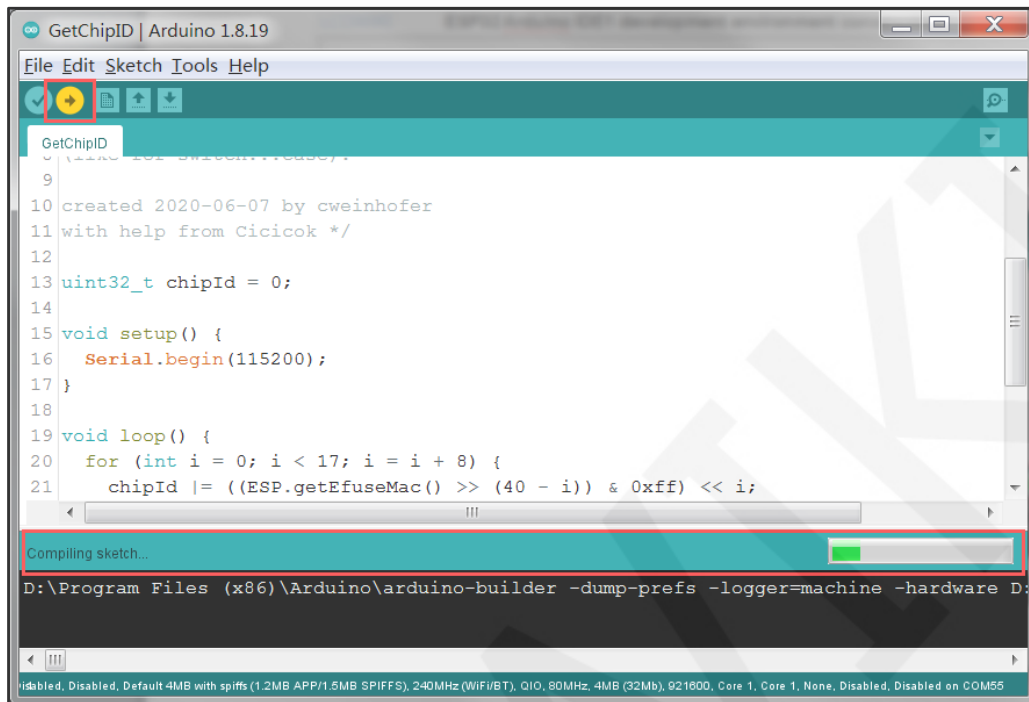 GetChipID | Arduino 1.8.19
File Edit Sketch Tools Help
GetChipID
9
10 created 2020-06-07 by cweinhofer
11 with help from Cicicok */
12
13 uint32_t chipId = 0;
14
15 void setup() {
16   Serial.begin(115200);
17 }
18
19 void loop() {
20   for (int i = 0; i < 17; i = i + 8) {
21     chipId |= ((ESP.getEfuseMac() >> (40 - i)) & 0xff) << i;
Compiling sketch...
D:\Program Files (x86)\Arduino\arduino-builder -dump-prefs -logger=machine -hardware D:
Disabled, Default 4MB with spiffs (1.2MB APP/1.5MB SPIFFS), 240MHz (WiFi/BT), QIO, 80MHz, 4MB (32Mb), 921600, Core 1, Core 1, None, Disabled, Disabled on COM55